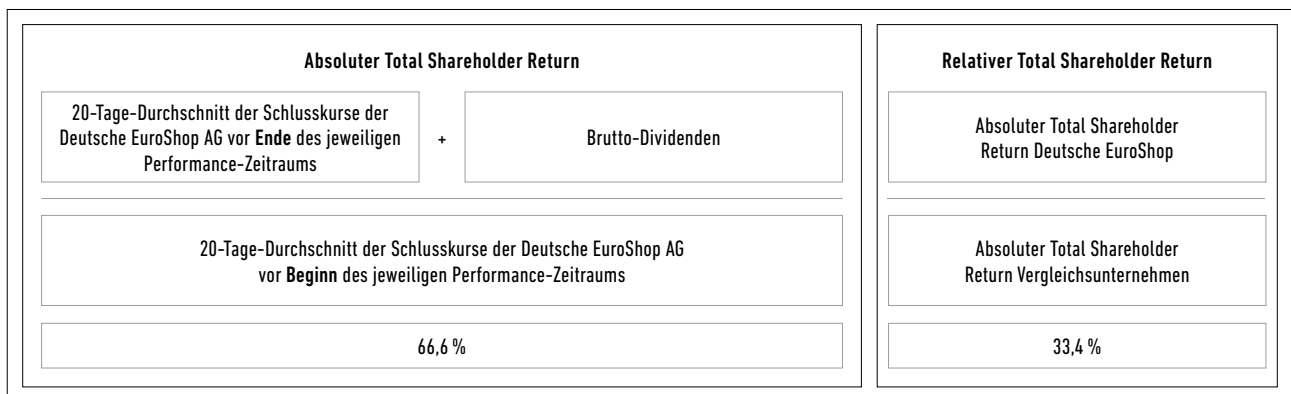 Absoluter Total Shareholder Return
20-Tage-Durchschnitt der Schlusskurse der
Deutsche EuroShop AG vor Ende des jeweiligen
Performance-Zeitraums
+
Brutto-Dividenden
20-Tage-Durchschnitt der Schlusskurse der Deutsche EuroShop AG
vor Beginn des jeweiligen Performance-Zeitraums
66,6 %
Relativer Total Shareholder Return
Absoluter Total Shareholder
Return Deutsche EuroShop
Absoluter Total Shareholder
Return Vergleichsunternehmen
33,4 %